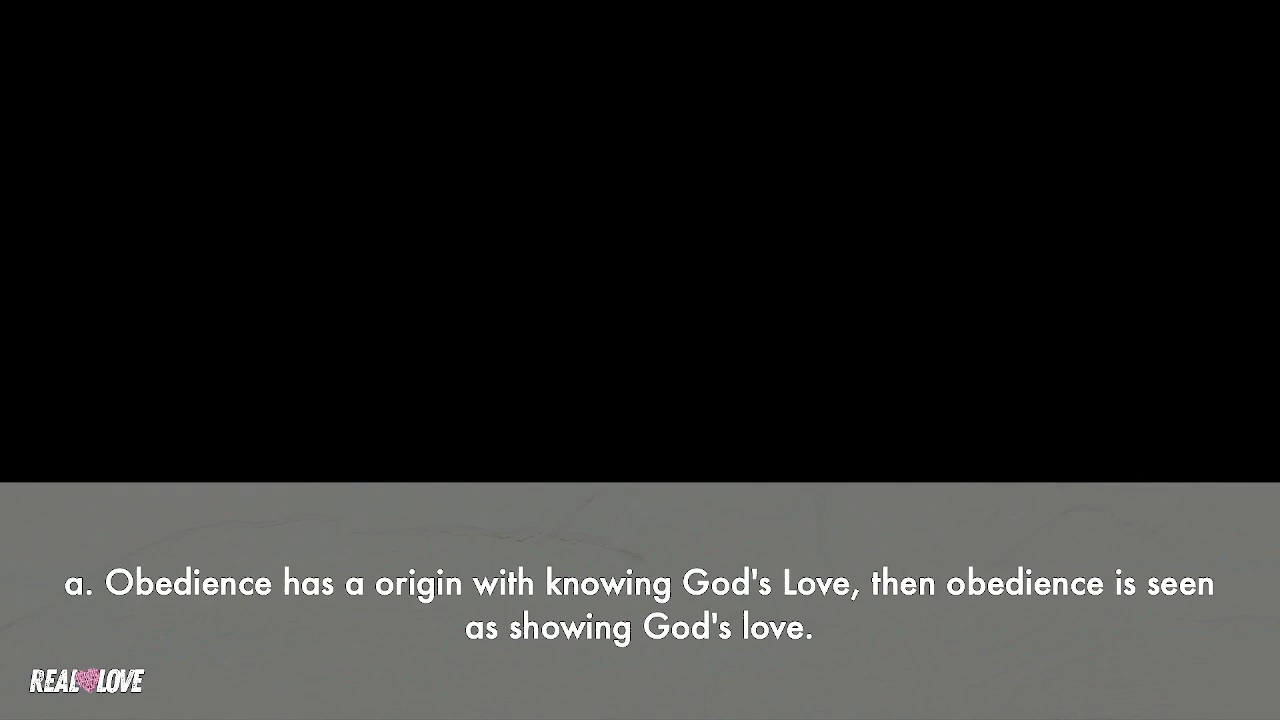 a. Obedience has a origin with knowing God's Love, then obedience is seen
as showing God's love.
REAL LOVE